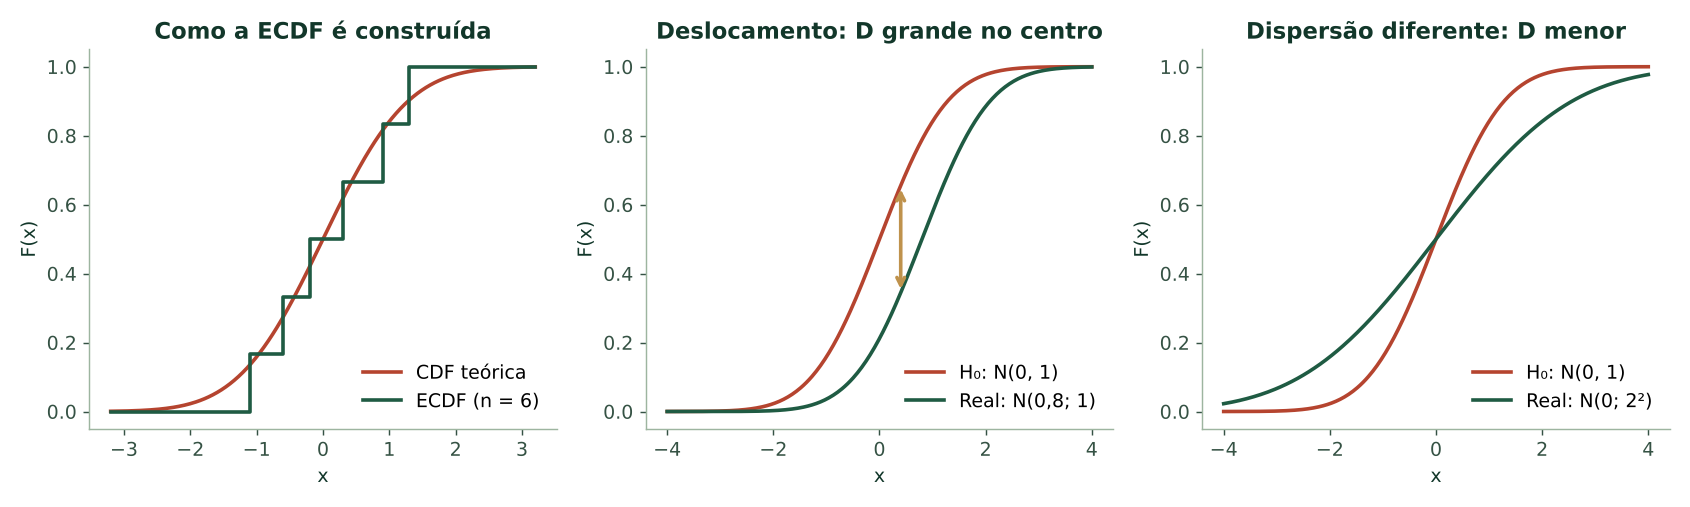 Como a ECDF é construída
F(x)
1.0
0.8
0.6
0.4
0.2
0.0
CDF teórica
ECDF (n = 6)
−3 −2 −1 0 1 2 3
x
Deslocamento: D grande no centro
F(x)
1.0
0.8
0.6
0.4
0.2
0.0
H₀: N(0, 1)
Real: N(0,8; 1)
−4 −2 0 2 4
x
Dispersão diferente: D menor
F(x)
1.0
0.8
0.6
0.4
0.2
0.0
H₀: N(0, 1)
Real: N(0; 2²)
−4 −2 0 2 4
x